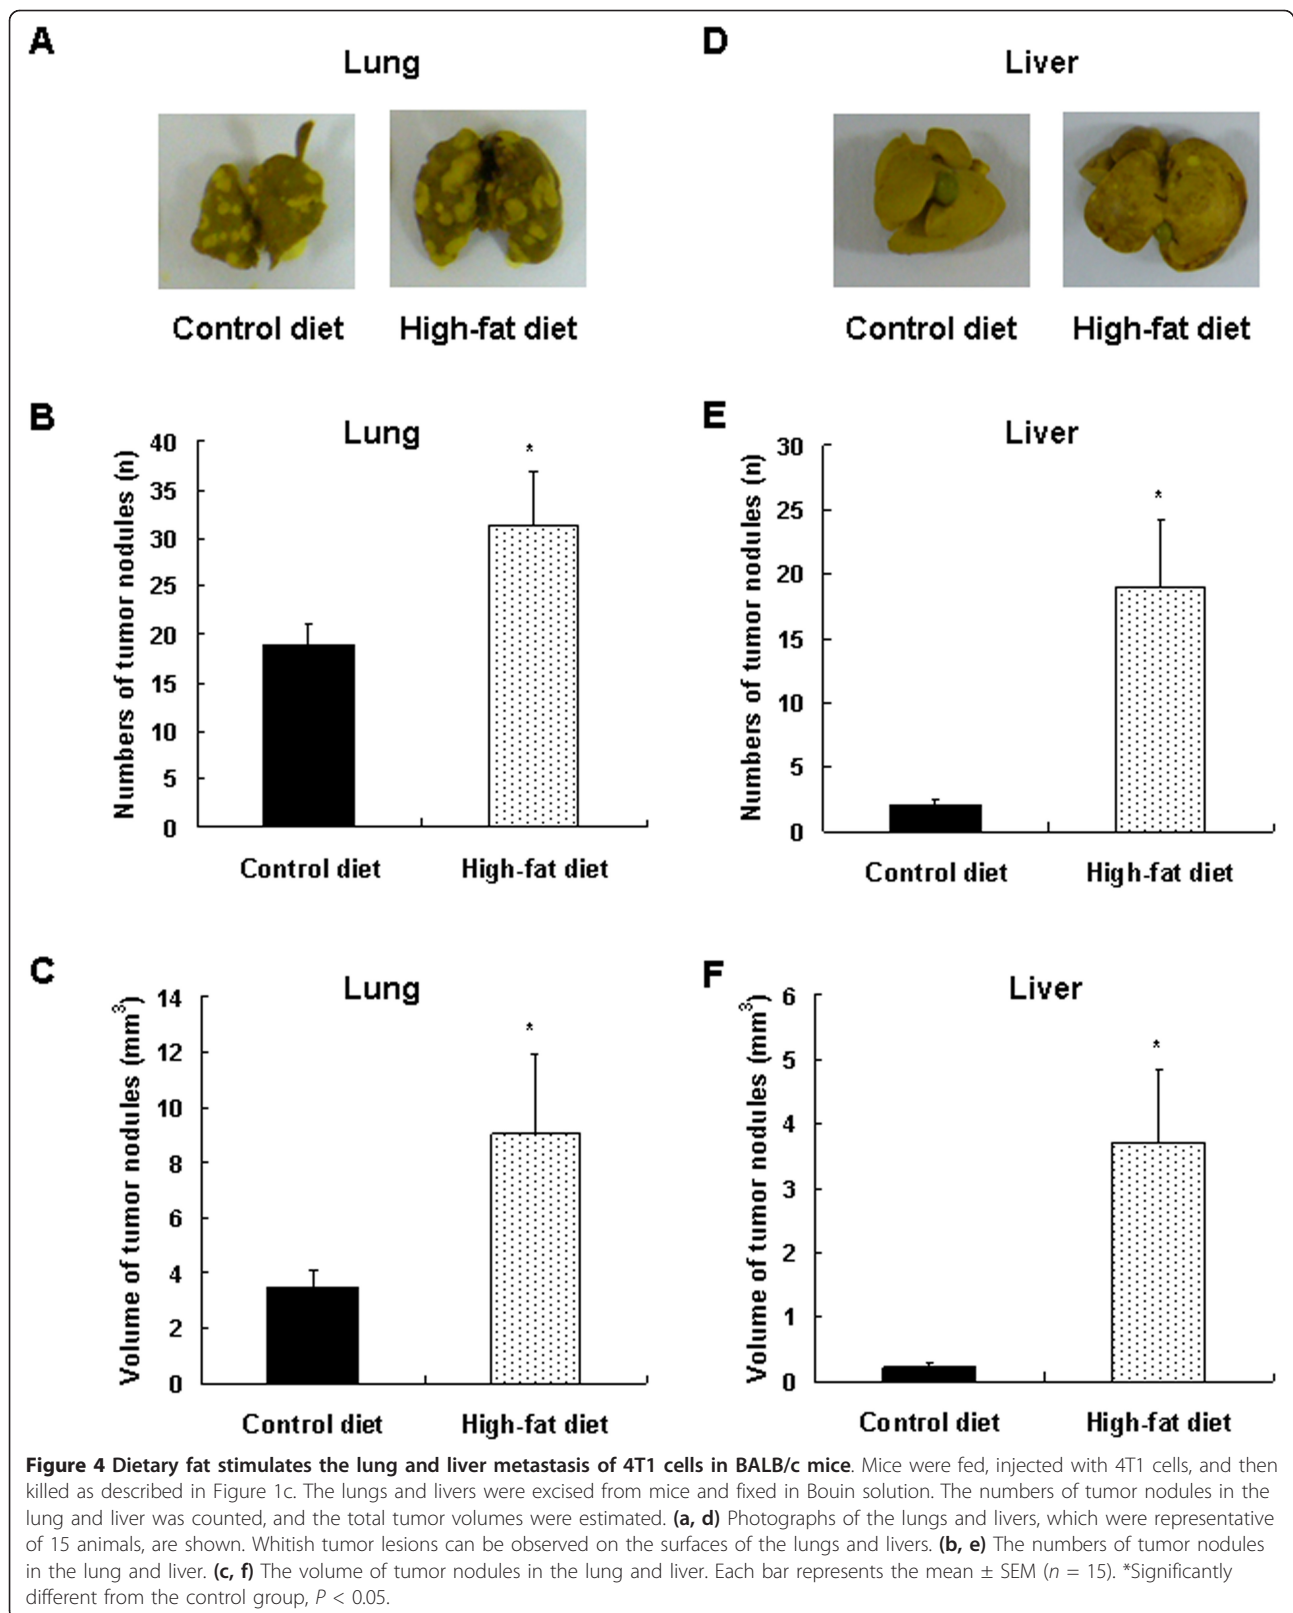 A
Lung
Control diet
High-fat diet
D
Liver
Control diet
High-fat diet
B
Lung
Numbers of tumor nodules (n)
40
35
30
25
20
15
10
5
0
*
Control diet
High-fat diet
E
Liver
Numbers of tumor nodules (n)
30
25
20
15
10
5
0
*
Control diet
High-fat diet
C
Lung
Volume of tumor nodules (mm³)
14
12
10
8
6
4
2
0
*
Control diet
High-fat diet
F
Liver
Volume of tumor nodules (mm³)
6
5
4
3
2
1
0
*
Control diet
High-fat diet
Figure 4 Dietary fat stimulates the lung and liver metastasis of 4T1 cells in BALB/c mice. Mice were fed, injected with 4T1 cells, and then
killed as described in Figure 1c. The lungs and livers were excised from mice and fixed in Bouin solution. The numbers of tumor nodules in the
lung and liver was counted, and the total tumor volumes were estimated. (a, d) Photographs of the lungs and livers, which were representative
of 15 animals, are shown. Whitish tumor lesions can be observed on the surfaces of the lungs and livers. (b, e) The numbers of tumor nodules
in the lung and liver. (c, f) The volume of tumor nodules in the lung and liver. Each bar represents the mean ± SEM (n = 15). *Significantly
different from the control group, P < 0.05.